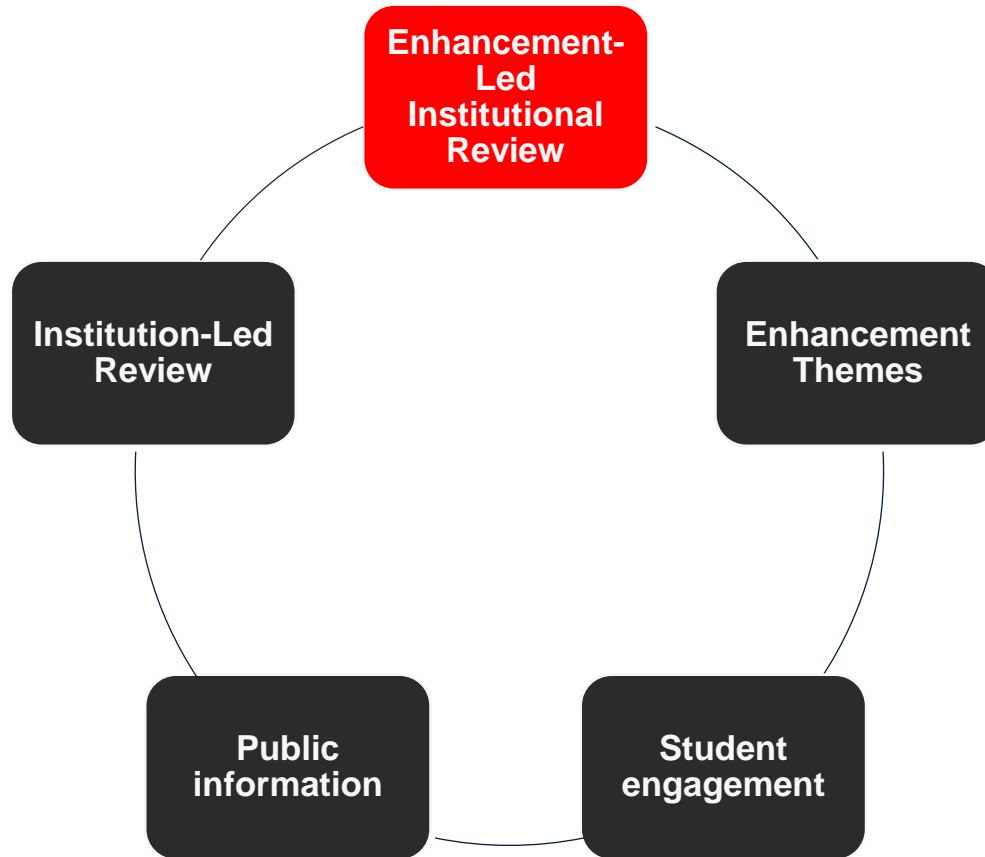 Enhancement-
Led
Institutional
Review
Institution-Led
Review
Enhancement
Themes
Public
information
Student
engagement